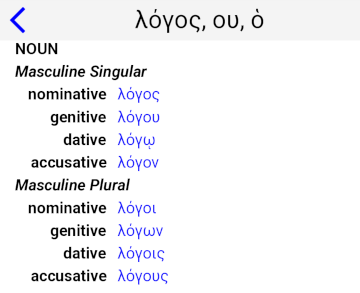 λόγος, ου, ὁ
NOUN
Masculine Singular
nominative λόγος
genitive λόγου
dative λόγῳ
accusative λόγον
Masculine Plural
nominative λόγοι
genitive λόγων
dative λόγοις
accusative λόγους